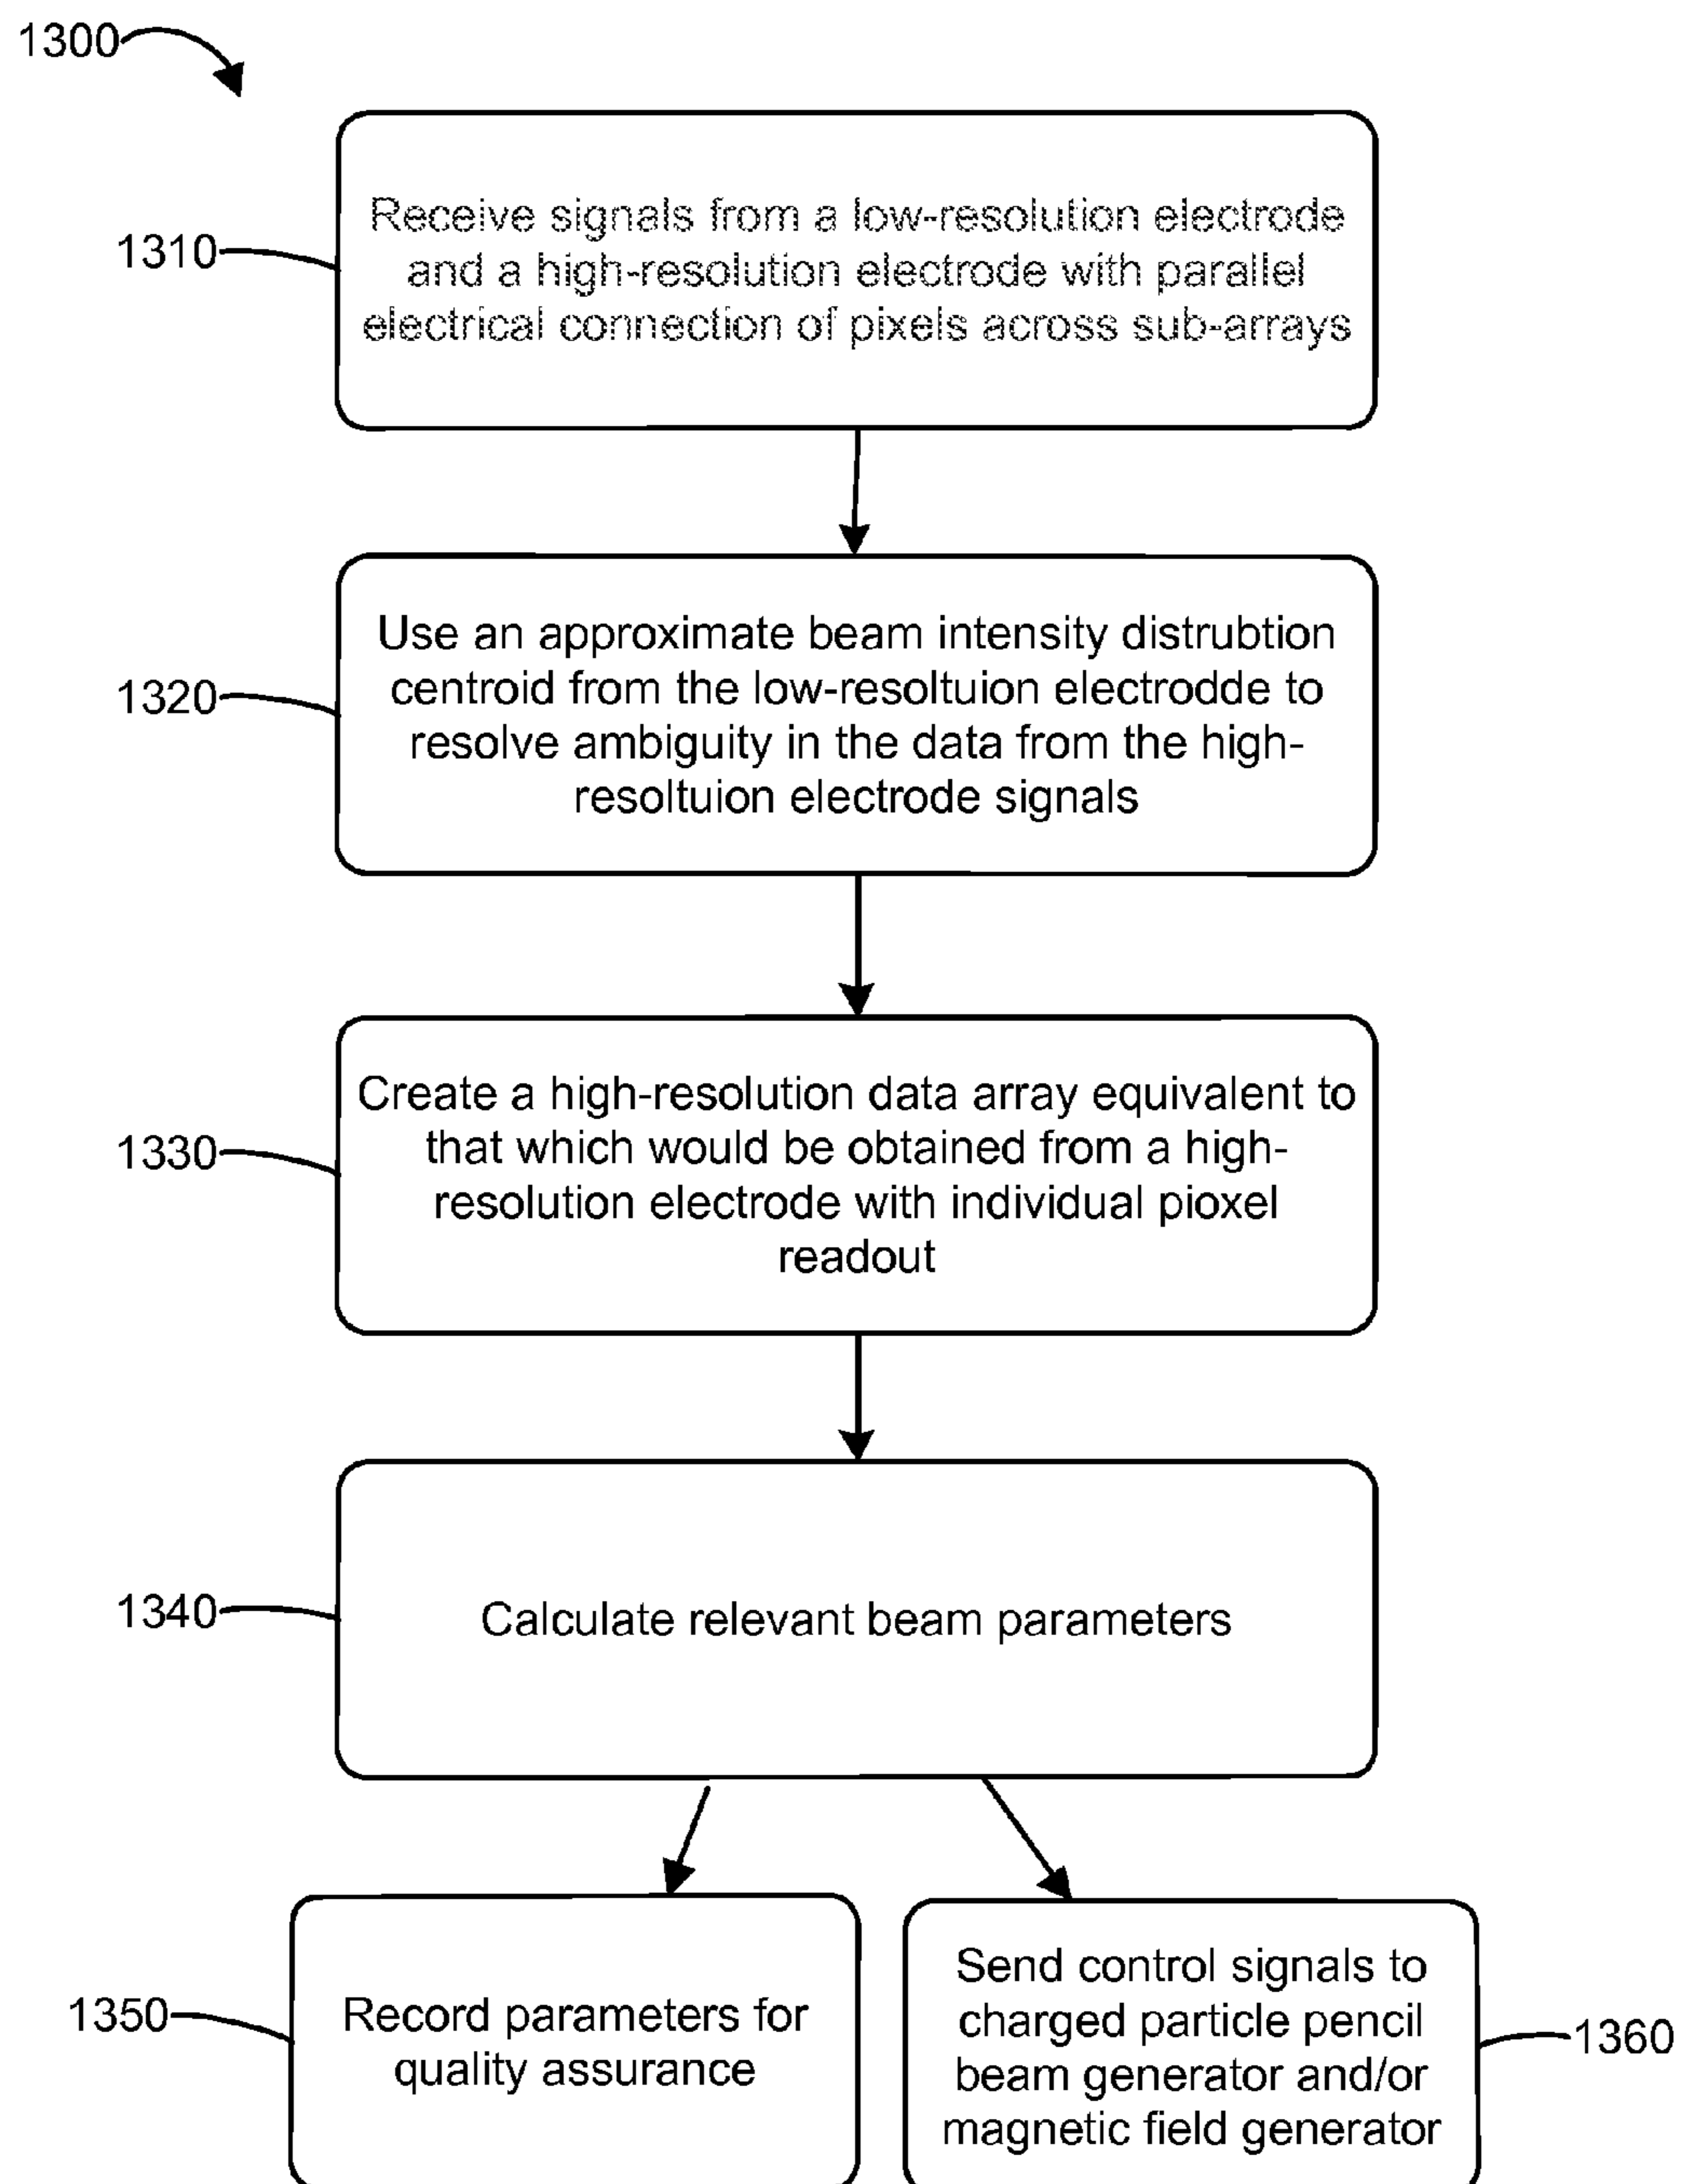 1300
1310
Receive signals from a low-resolution electrode
and a high-resolution electrode with parallel
electrical connection of pixels across sub-arrays
1320
Use an approximate beam intensity distrubtion
centroid from the low-resoltuion electrodde to
resolve ambiguity in the data from the high-
resoltuion electrode signals
1330
Create a high-resolution data array equivalent to
that which would be obtained from a high-
resolution electrode with individual pioxel
readout
1340
Calculate relevant beam parameters
1350
Record parameters for
quality assurance
Send control signals to
charged particle pencil
beam generator and/or
magnetic field generator
1360